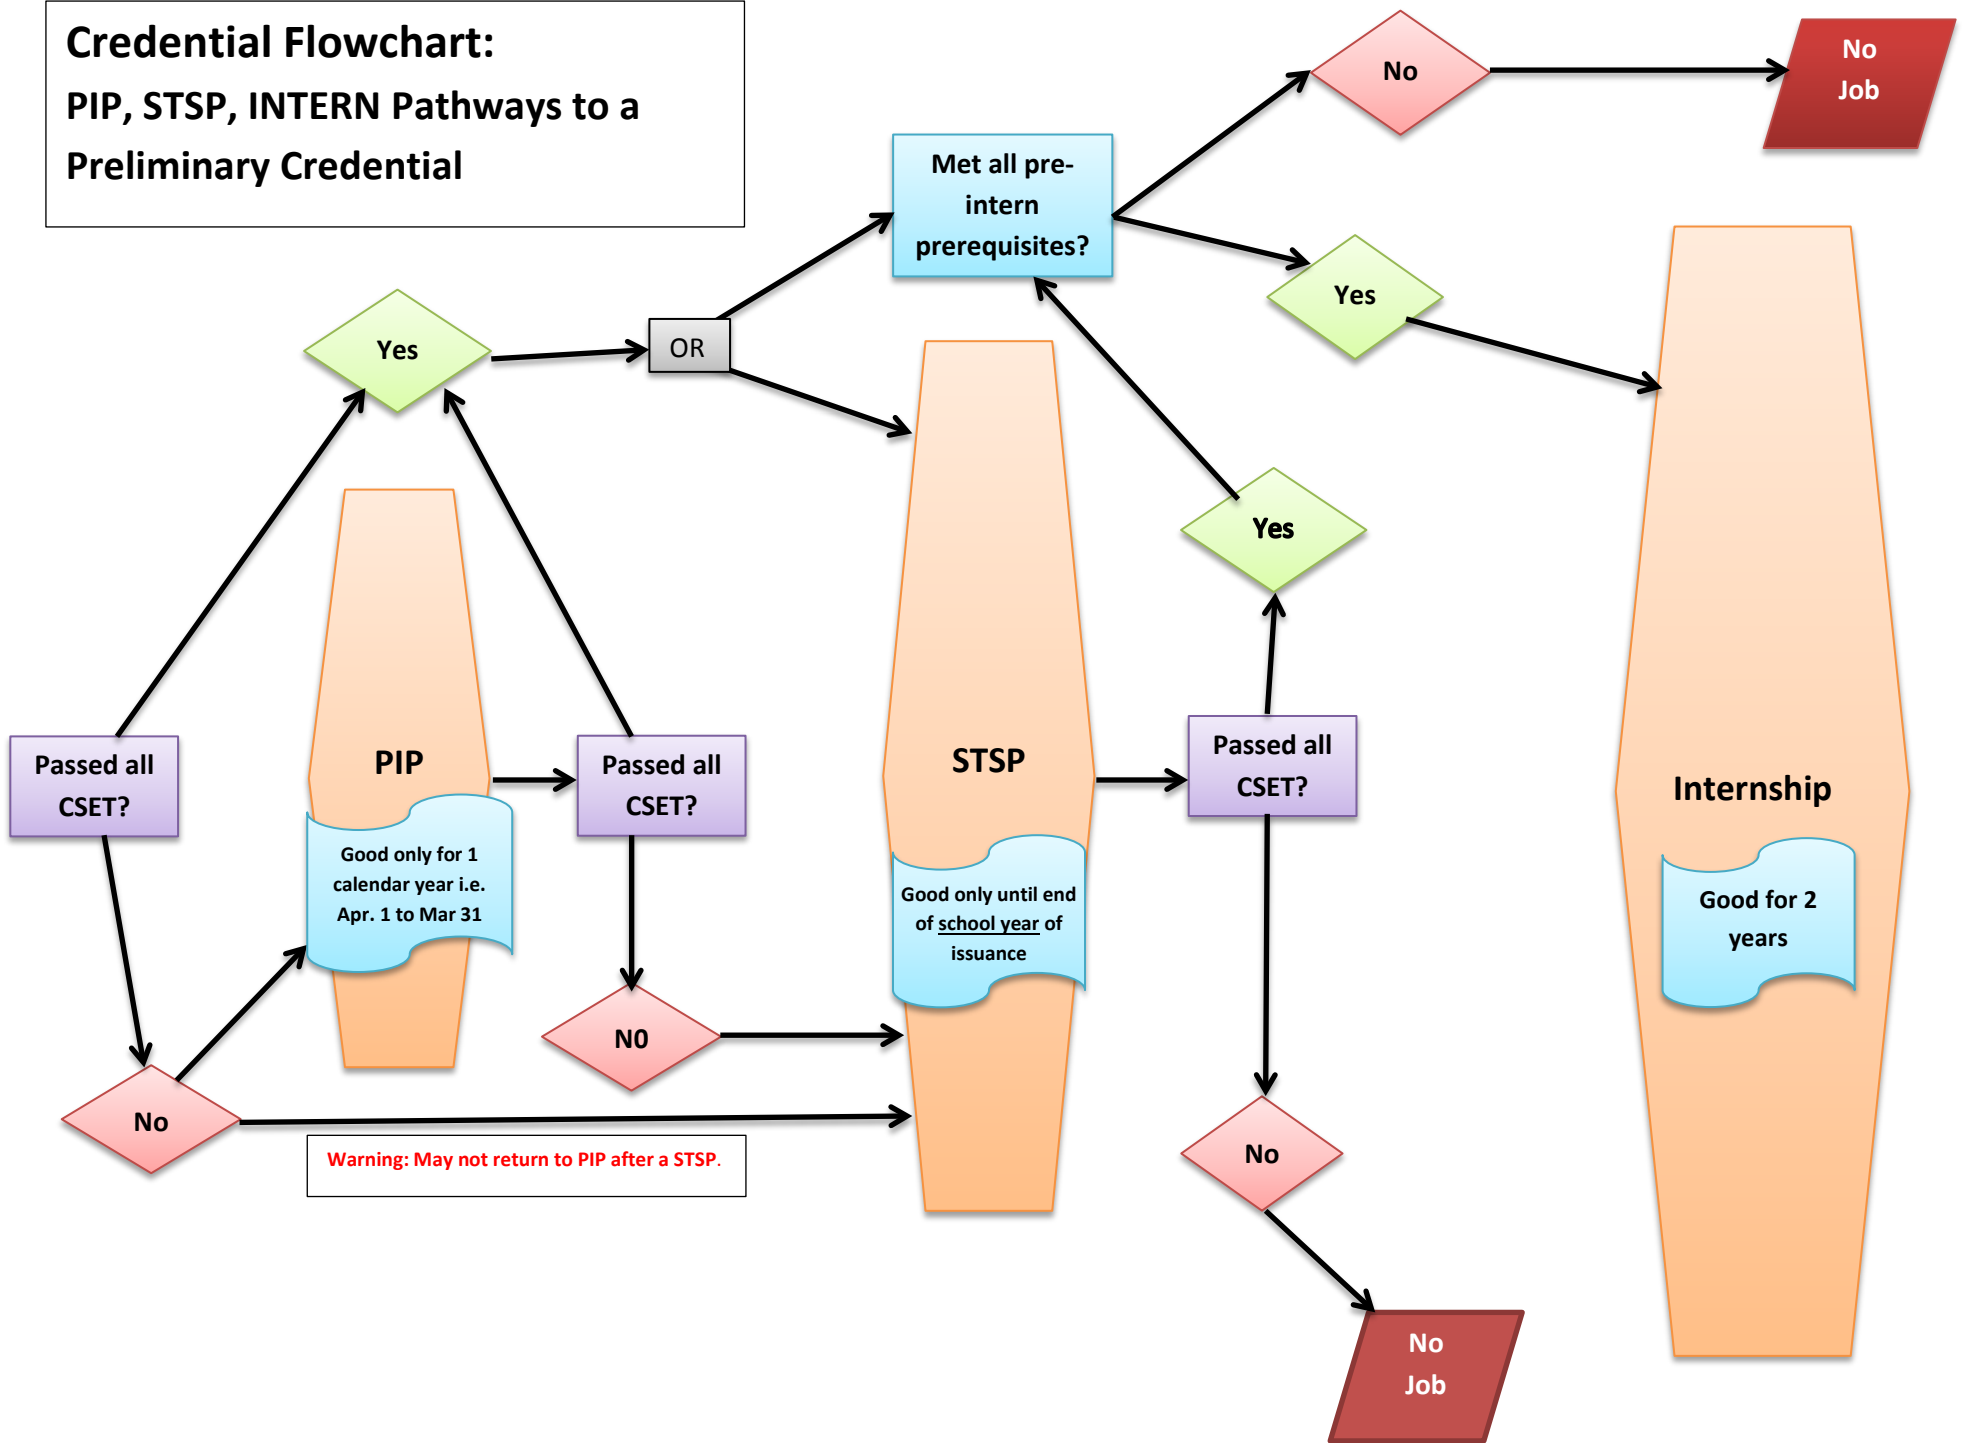 Credential Flowchart:
PIP, STSP, INTERN Pathways to a
Preliminary Credential
No
No
Job
Met all pre-
intern
prerequisites?
Yes
Yes
OR
Yes
Passed all
CSET?
PIP
Good only for 1
calendar year i.e.
Apr. 1 to Mar 31
Passed all
CSET?
STSP
Good only until end
of school year of
issuance
Passed all
CSET?
Internship
Good for 2
years
N0
No
Warning: May not return to PIP after a STSP.
No
No
Job